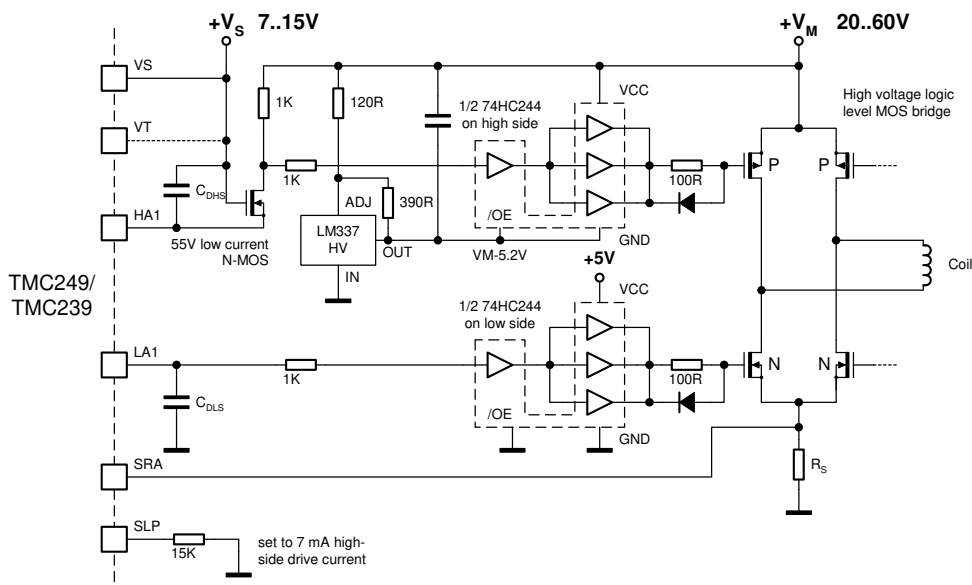 +VS 7..15V
+VM 20..60V
VS
VT
1K
120R
1/2 74HC244
on high side
VCC
High voltage logic
level MOS bridge
CDHS
1K
100R
P
P
HA1
ADJ
390R
/OE
LM337
HV
GND
55V low current
N-MOS
OUT
VM-5.2V
IN
+5V
Coil
TMC249/
TMC239
1/2 74HC244
on low side
VCC
LA1
1K
100R
N
N
CDLS
/OE
GND
SRA
RS
SLP
15K
set to 7 mA high-
side drive current